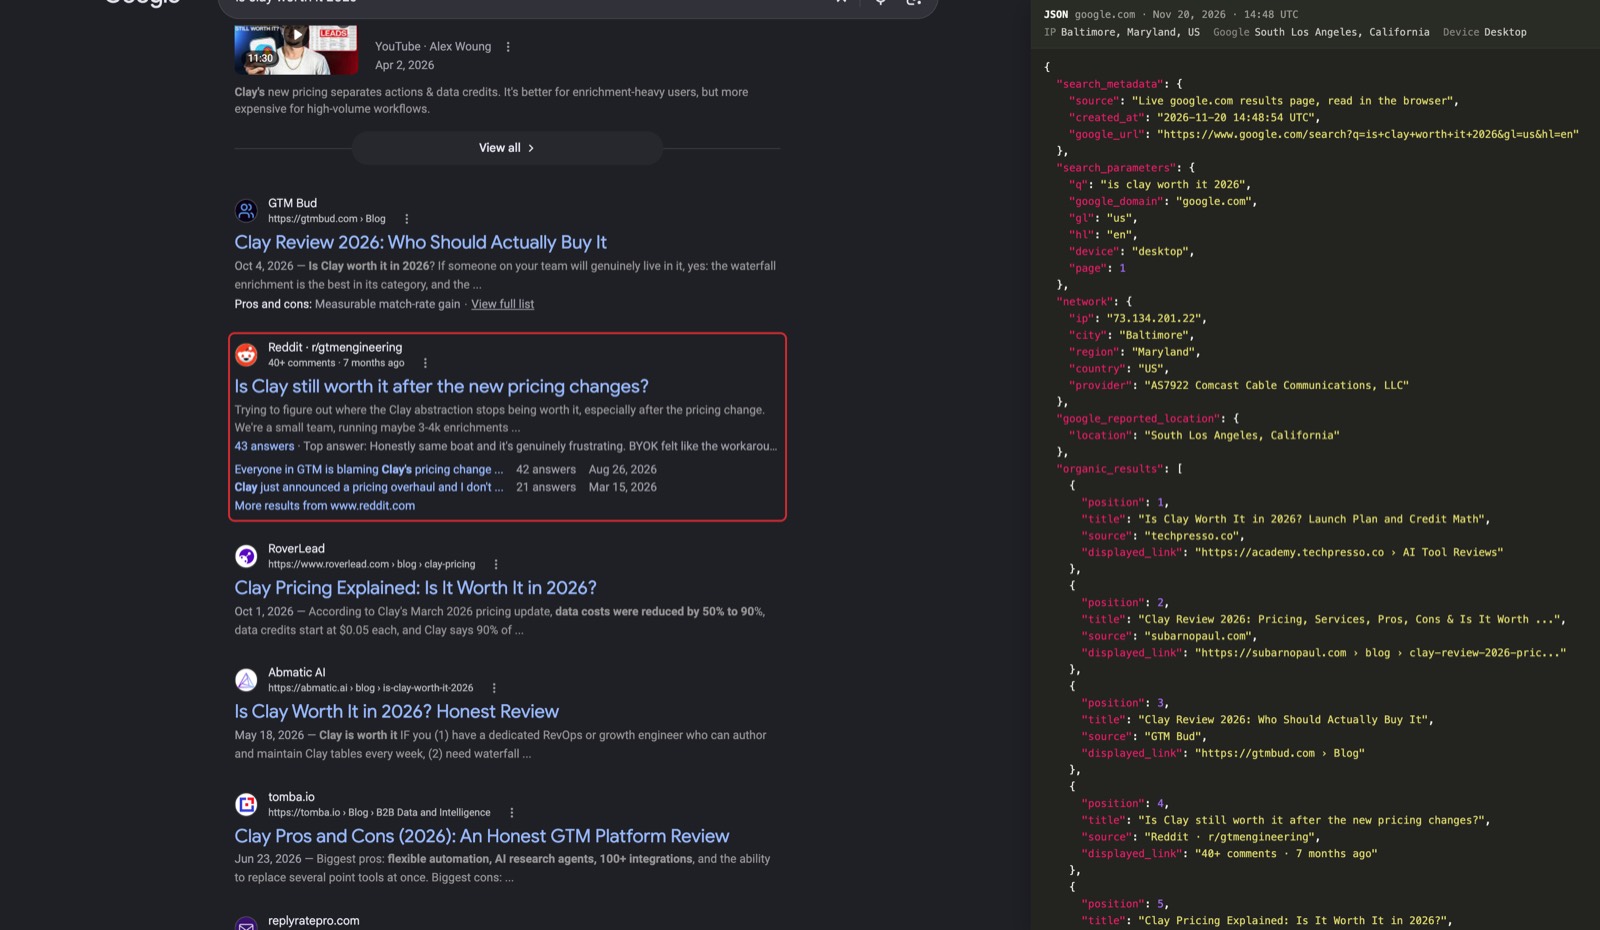 STILL WORTH IT?
LEADS
11:30
YouTube · Alex Woung
Apr 2, 2026
Clay's new pricing separates actions & data credits. It's better for enrichment-heavy users, but more
expensive for high-volume workflows.
View all
GTM Bud
https://gtmbud.com › Blog
Clay Review 2026: Who Should Actually Buy It
Oct 4, 2026 — Is Clay worth it in 2026? If someone on your team will genuinely live in it, yes: the waterfall
enrichment is the best in its category, and the ...
Pros and cons: Measurable match-rate gain · View full list
Reddit · r/gtmengineering
40+ comments · 7 months ago
Is Clay still worth it after the new pricing changes?
Trying to figure out where the Clay abstraction stops being worth it, especially after the pricing change.
We're a small team, running maybe 3-4k enrichments ...
43 answers · Top answer: Honestly same boat and it's genuinely frustrating. BYOK felt like the workarou...
Everyone in GTM is blaming Clay's pricing change ... 42 answers Aug 26, 2026
Clay just announced a pricing overhaul and I don't ... 21 answers Mar 15, 2026
More results from www.reddit.com
RoverLead
https://www.roverlead.com › blog › clay-pricing
Clay Pricing Explained: Is It Worth It in 2026?
Oct 1, 2026 — According to Clay's March 2026 pricing update, data costs were reduced by 50% to 90%,
data credits start at $0.05 each, and Clay says 90% of ...
Abmatic AI
https://abmatic.ai › blog › is-clay-worth-it-2026
Is Clay Worth It in 2026? Honest Review
May 18, 2026 — Clay is worth it IF you (1) have a dedicated RevOps or growth engineer who can author
and maintain Clay tables every week, (2) need waterfall ...
tomba.io
https://tomba.io › Blog › B2B Data and Intelligence
Clay Pros and Cons (2026): An Honest GTM Platform Review
Jun 23, 2026 — Biggest pros: flexible automation, AI research agents, 100+ integrations, and the ability
to replace several point tools at once. Biggest cons: ...
replyratepro.com
JSON google.com · Nov 20, 2026 · 14:48 UTC
IP Baltimore, Maryland, US Google South Los Angeles, California Device Desktop
{
"search_metadata": {
"source": "Live google.com results page, read in the browser",
"created_at": "2026-11-20 14:48:54 UTC",
"google_url": "https://www.google.com/search?q=is+clay+worth+it+2026&gl=us&hl=en"
},
"search_parameters": {
"q": "is clay worth it 2026",
"google_domain": "google.com",
"gl": "us",
"hl": "en",
"device": "desktop",
"page": 1
},
"network": {
"ip": "73.134.201.22",
"city": "Baltimore",
"region": "Maryland",
"country": "US",
"provider": "AS7922 Comcast Cable Communications, LLC"
},
"google_reported_location": {
"location": "South Los Angeles, California"
},
"organic_results": [
{
"position": 1,
"title": "Is Clay Worth It in 2026? Launch Plan and Credit Math",
"source": "techpresso.co",
"displayed_link": "https://academy.techpresso.co › AI Tool Reviews"
},
{
"position": 2,
"title": "Clay Review 2026: Pricing, Services, Pros, Cons & Is It Worth ...",
"source": "subarnopaul.com",
"displayed_link": "https://subarnopaul.com › blog › clay-review-2026-pric..."
},
{
"position": 3,
"title": "Clay Review 2026: Who Should Actually Buy It",
"source": "GTM Bud",
"displayed_link": "https://gtmbud.com › Blog"
},
{
"position": 4,
"title": "Is Clay still worth it after the new pricing changes?",
"source": "Reddit · r/gtmengineering",
"displayed_link": "40+ comments · 7 months ago"
},
{
"position": 5,
"title": "Clay Pricing Explained: Is It Worth It in 2026?",